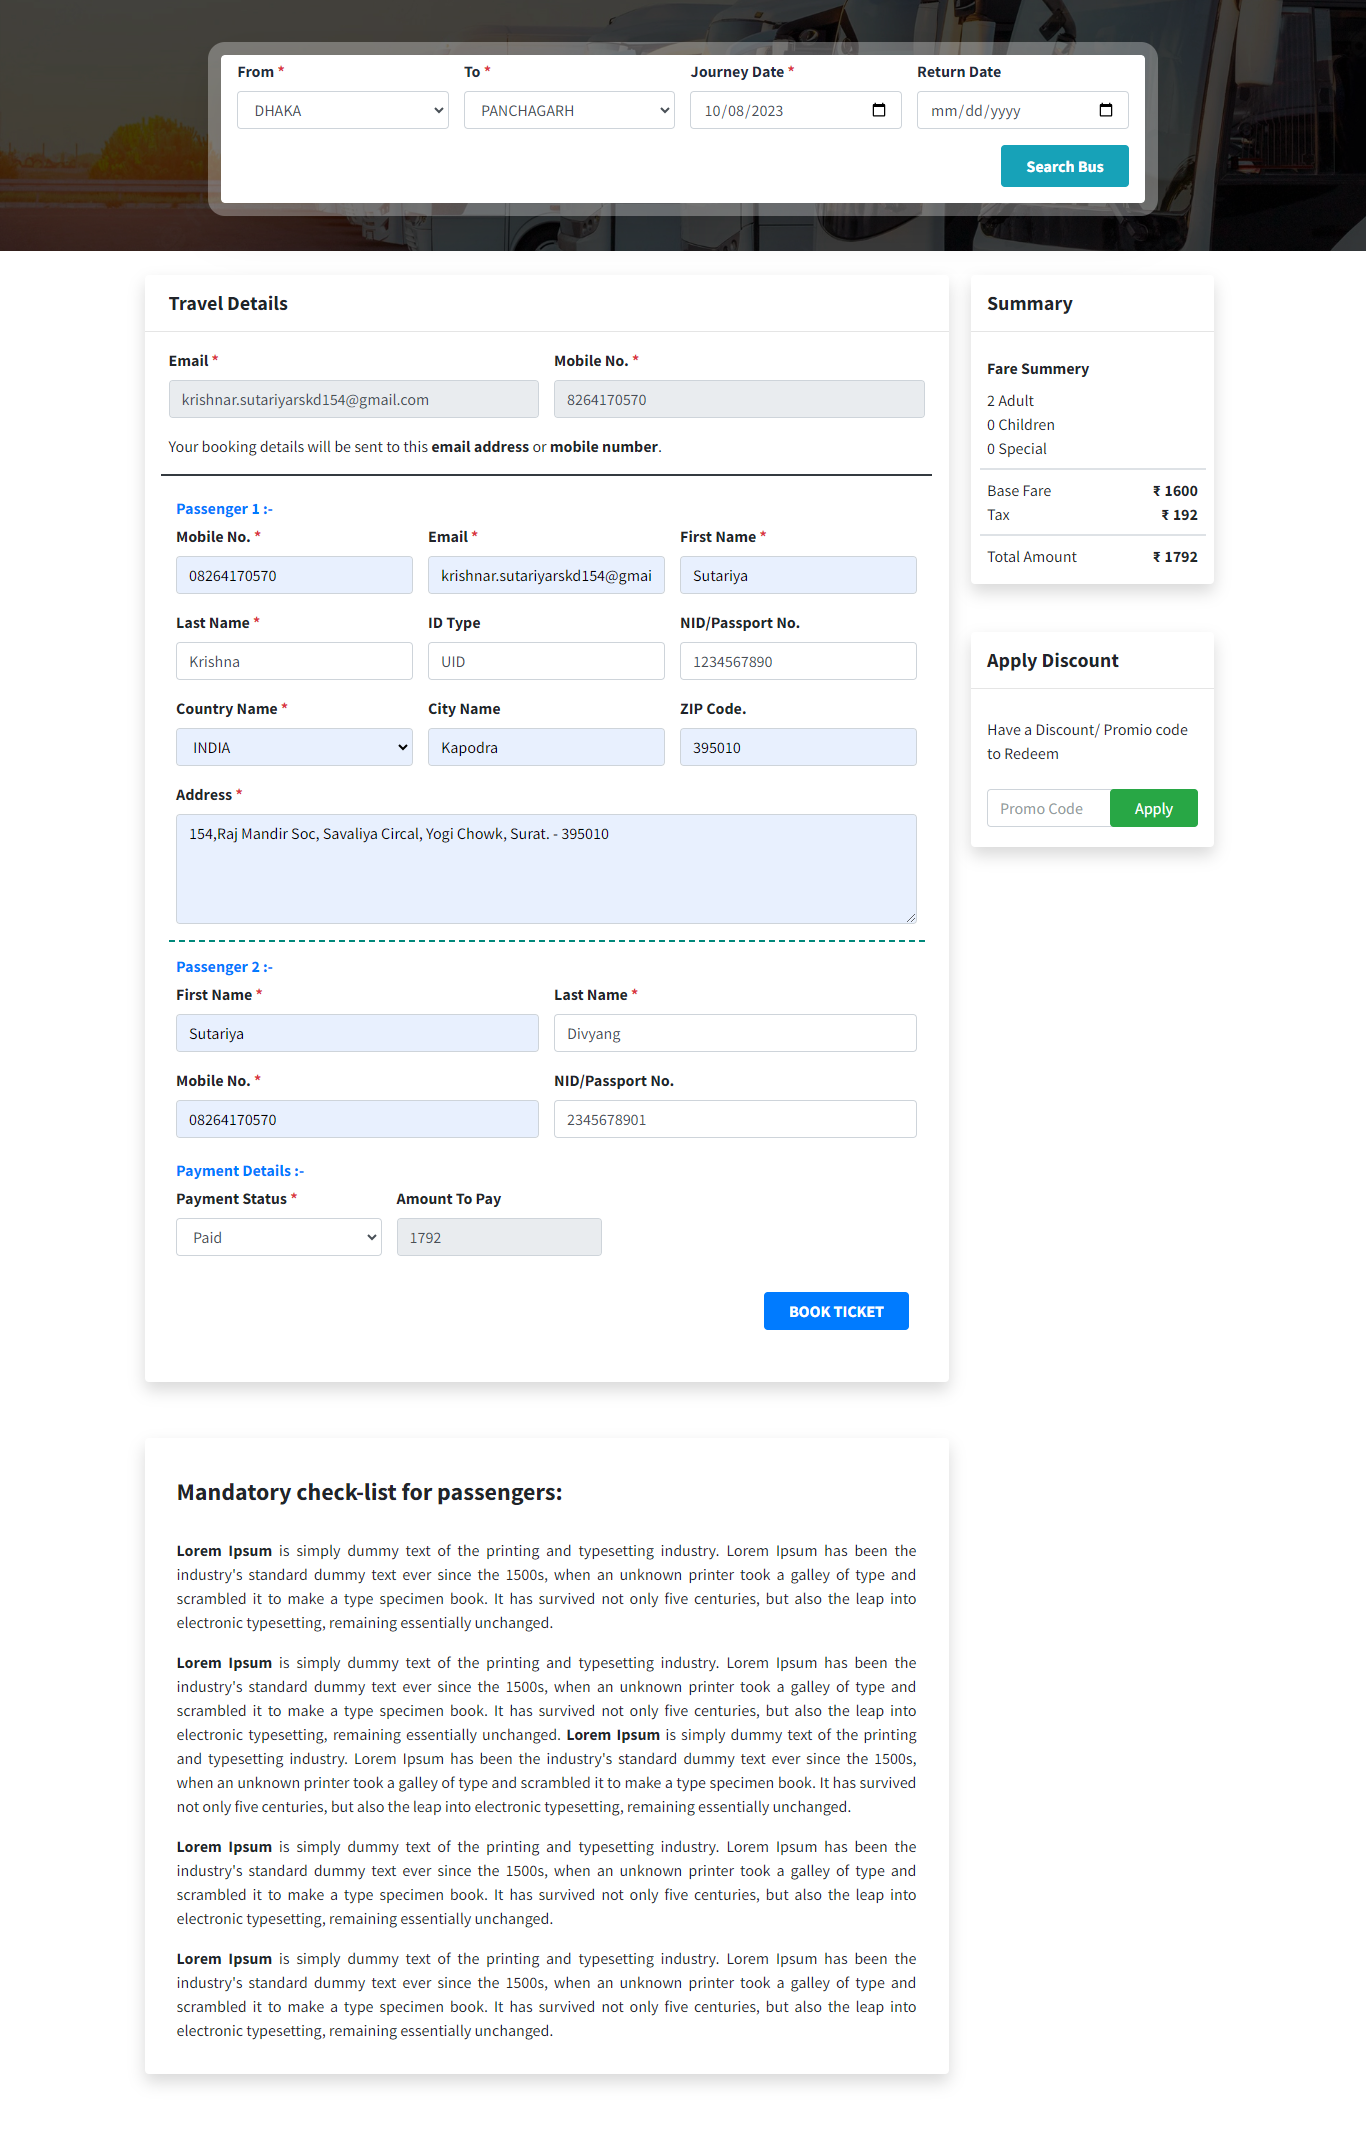 From * To * Journey Date * Return Date
DHAKA PANCHAGARH 10/08/2023 mm/dd/yyyy
Search Bus
Travel Details
Email * Mobile No. *
krishnar.sutariyarskd154@gmail.com 8264170570
Your booking details will be sent to this email address or mobile number.
Passenger 1 :-
Mobile No. * Email * First Name *
08264170570 krishnar.sutariyarskd154@gmai Sutariya
Last Name * ID Type NID/Passport No.
Krishna UID 1234567890
Country Name * City Name ZIP Code.
INDIA Kapodra 395010
Address *
154,Raj Mandir Soc, Savaliya Circal, Yogi Chowk, Surat. - 395010
Passenger 2 :-
First Name * Last Name *
Sutariya Divyang
Mobile No. * NID/Passport No.
08264170570 2345678901
Payment Details :-
Payment Status * Amount To Pay
Paid 1792
BOOK TICKET
Summary
Fare Summery
2 Adult
0 Children
0 Special
Base Fare ₹ 1600
Tax ₹ 192
Total Amount ₹ 1792
Apply Discount
Have a Discount/ Promio code
to Redeem
Promo Code Apply
Mandatory check-list for passengers:
Lorem Ipsum is simply dummy text of the printing and typesetting industry. Lorem Ipsum has been the
industry's standard dummy text ever since the 1500s, when an unknown printer took a galley of type and
scrambled it to make a type specimen book. It has survived not only five centuries, but also the leap into
electronic typesetting, remaining essentially unchanged.
Lorem Ipsum is simply dummy text of the printing and typesetting industry. Lorem Ipsum has been the
industry's standard dummy text ever since the 1500s, when an unknown printer took a galley of type and
scrambled it to make a type specimen book. It has survived not only five centuries, but also the leap into
electronic typesetting, remaining essentially unchanged. Lorem Ipsum is simply dummy text of the printing
and typesetting industry. Lorem Ipsum has been the industry's standard dummy text ever since the 1500s,
when an unknown printer took a galley of type and scrambled it to make a type specimen book. It has survived
not only five centuries, but also the leap into electronic typesetting, remaining essentially unchanged.
Lorem Ipsum is simply dummy text of the printing and typesetting industry. Lorem Ipsum has been the
industry's standard dummy text ever since the 1500s, when an unknown printer took a galley of type and
scrambled it to make a type specimen book. It has survived not only five centuries, but also the leap into
electronic typesetting, remaining essentially unchanged.
Lorem Ipsum is simply dummy text of the printing and typesetting industry. Lorem Ipsum has been the
industry's standard dummy text ever since the 1500s, when an unknown printer took a galley of type and
scrambled it to make a type specimen book. It has survived not only five centuries, but also the leap into
electronic typesetting, remaining essentially unchanged.